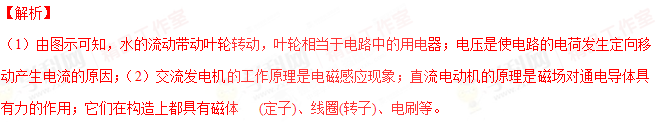 【解析】
（1）由图示可知，水的流动带动叶轮转动，叶轮相当于电路中的用电器；电压是使电路的电荷发生定向移
动产生电流的原因；（2）交流发电机的工作原理是电磁感应现象；直流电动机的原理是磁场对通电导体具
有力的作用；它们在构造上都具有磁体 (定子)、线圈(转子)、电刷等。